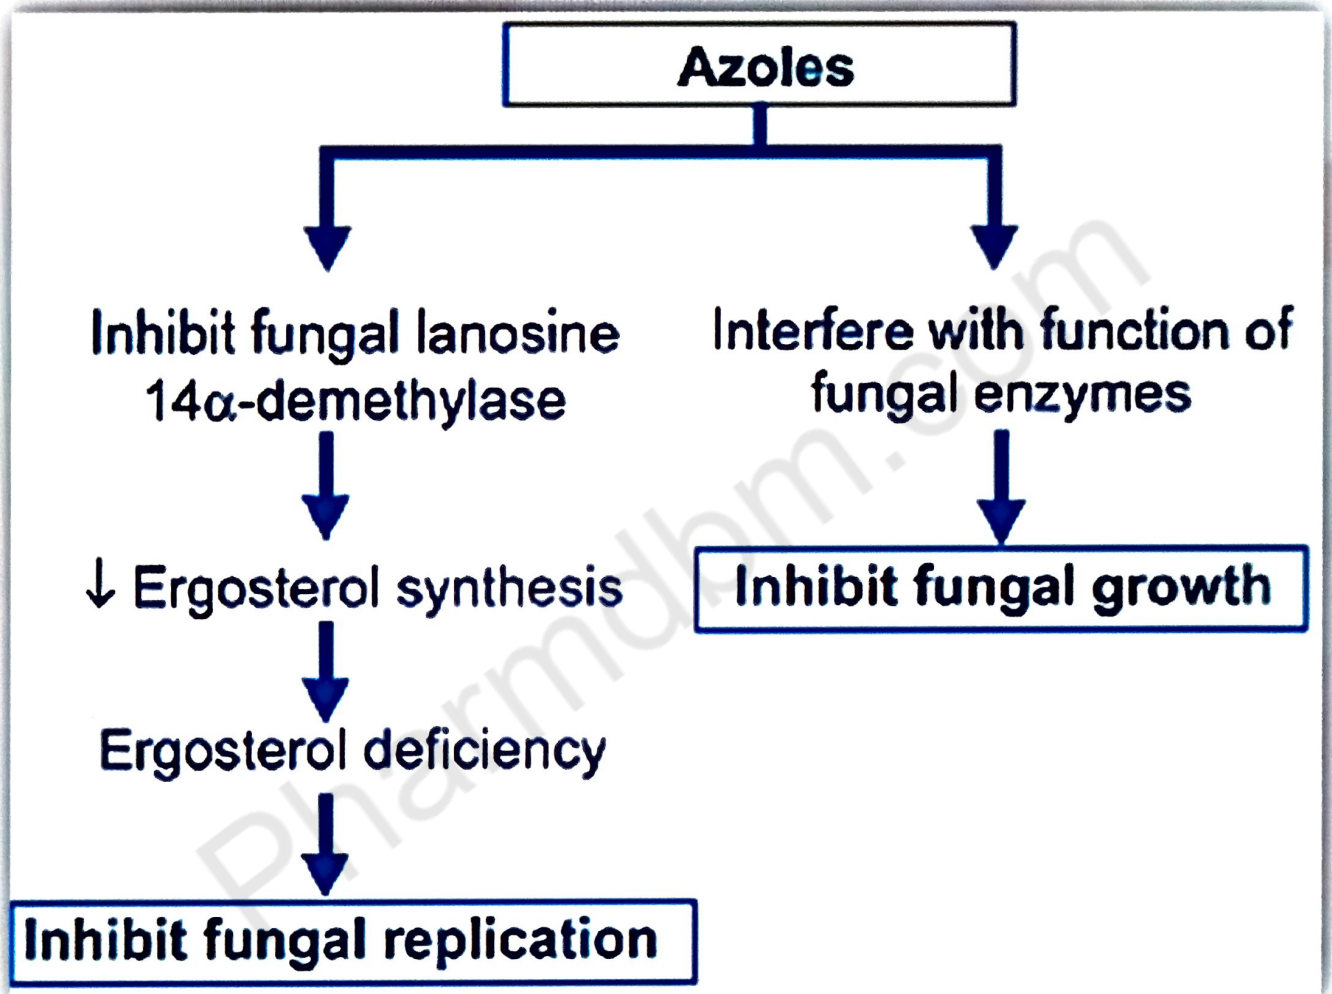 Azoles
Inhibit fungal lanosine
14α-demethylase
↓ Ergosterol synthesis
Ergosterol deficiency
Inhibit fungal replication
Interfere with function of
fungal enzymes
Inhibit fungal growth
Pharmdbm.com